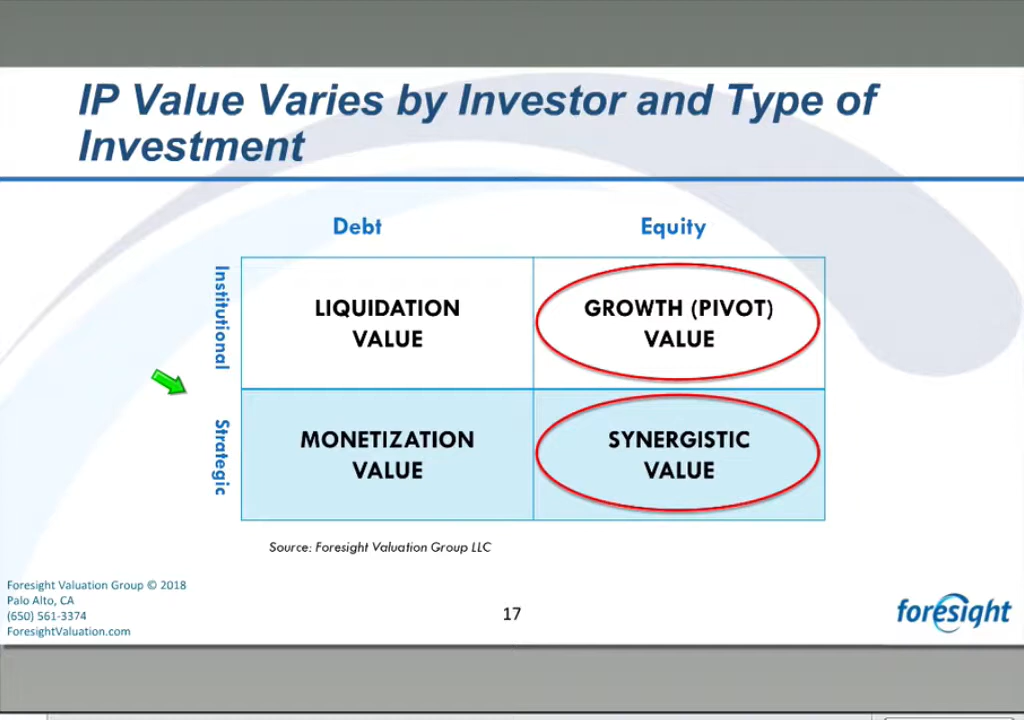 IP Value Varies by Investor and Type of
Investment
Debt
Equity
Institutional
LIQUIDATION
VALUE
GROWTH (PIVOT)
VALUE
Strategic
MONETIZATION
VALUE
SYNERGISTIC
VALUE
Source: Foresight Valuation Group LLC
Foresight Valuation Group © 2018
Palo Alto, CA
(650) 561-3374
ForesightValuation.com
17
foresight